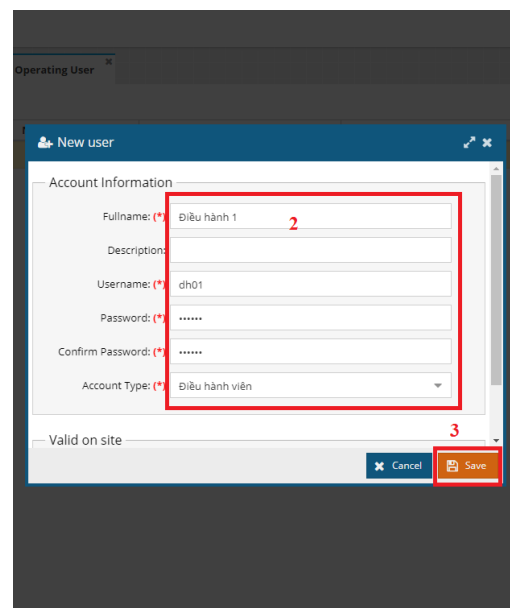 Operating User
New user
Account Information
Fullname: (*) Điều hành 1
2
Description:
Username: (*) dh01
Password: (*) ••••••
Confirm Password: (*) ••••••
Account Type: (*) Điều hành viên
Valid on site
3
Cancel Save